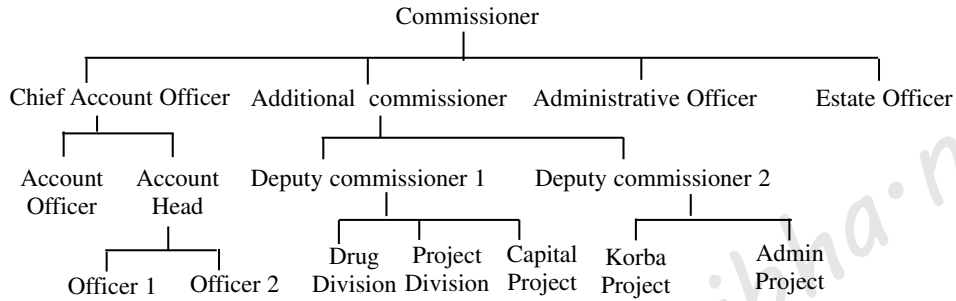 Commissioner
Chief Account Officer Additional commissioner Administrative Officer Estate Officer
Account Officer Account Head Deputy commissioner 1 Deputy commissioner 2
Officer 1 Officer 2 Drug Division Project Division Capital Project Korba Project Admin Project